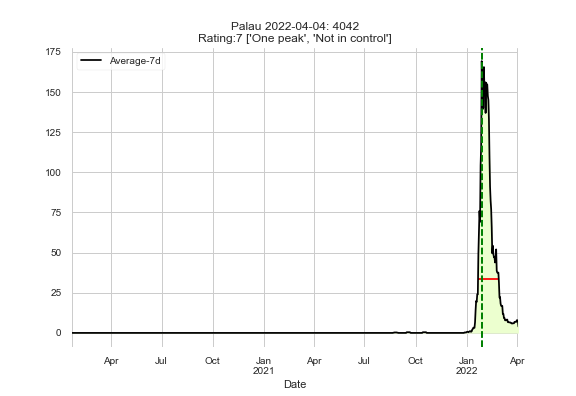 Palau 2022-04-04: 4042
Rating:7 ['One peak', 'Not in control']
175
Average-7d
150
125
100
75
50
25
0
Apr Jul Oct Jan Apr Jul Oct Jan Apr
2021 2022
Date